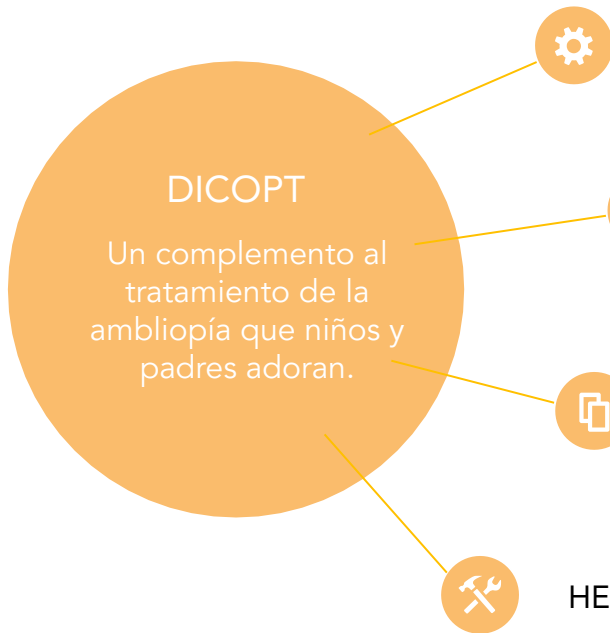 DICOPT
Un complemento al
tratamiento de la
ambliopía que niños y
padres adoran.
HE